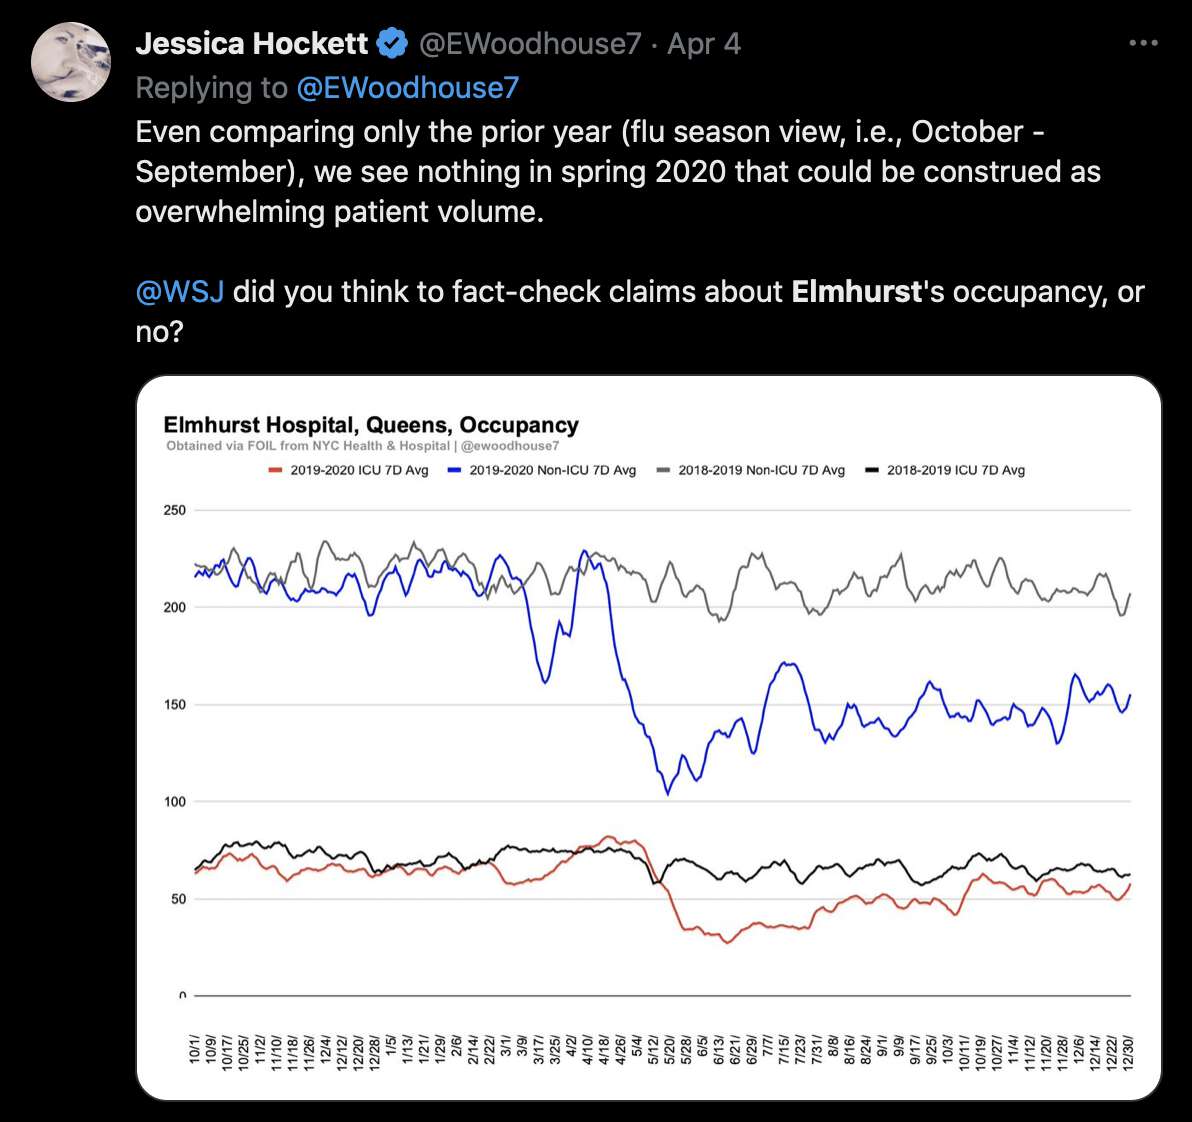 Jessica Hockett @EWoodhouse7 · Apr 4
Replying to @EWoodhouse7
Even comparing only the prior year (flu season view, i.e., October -
September), we see nothing in spring 2020 that could be construed as
overwhelming patient volume.
@WSJ did you think to fact-check claims about Elmhurst's occupancy, or
no?
Elmhurst Hospital, Queens, Occupancy
Obtained via FOIL from NYC Health & Hospital | @ewoodhouse7
2019-2020 ICU 7D Avg 2019-2020 Non-ICU 7D Avg 2018-2019 Non-ICU 7D Avg 2018-2019 ICU 7D Avg
250
200
150
100
50
0
10/1/ 10/9/ 10/17/ 10/25/ 11/2/ 11/10/ 11/18/ 11/26/ 12/4/ 12/12/ 12/20/ 12/28/ 1/5/ 1/13/ 1/21/ 1/29/ 2/6/ 2/14/ 2/22/ 3/1/ 3/9/ 3/17/ 3/25/ 4/2/ 4/10/ 4/18/ 4/26/ 5/4/ 5/12/ 5/20/ 5/28/ 6/5/ 6/13/ 6/21/ 6/29/ 7/7/ 7/15/ 7/23/ 7/31/ 8/8/ 8/16/ 8/24/ 9/1/ 9/9/ 9/17/ 9/25/ 10/3/ 10/11/ 10/19/ 10/27/ 11/4/ 11/12/ 11/20/ 11/28/ 12/6/ 12/14/ 12/22/ 12/30/